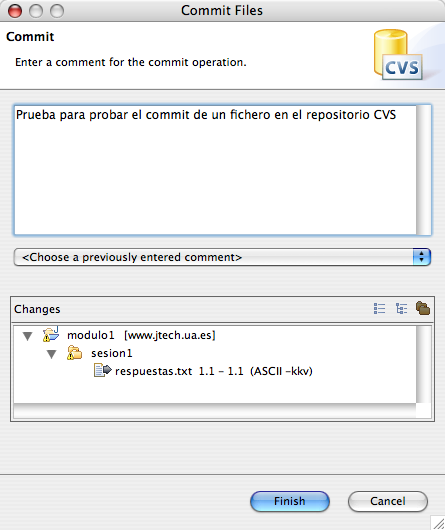 Commit Files
Commit
Enter a comment for the commit operation.
CVS
Prueba para probar el commit de un fichero en el repositorio CVS
<Choose a previously entered comment>
Changes
modulo1 [www.jtech.ua.es]
sesion1
respuestas.txt 1.1 - 1.1 (ASCII -kkv)
Finish
Cancel